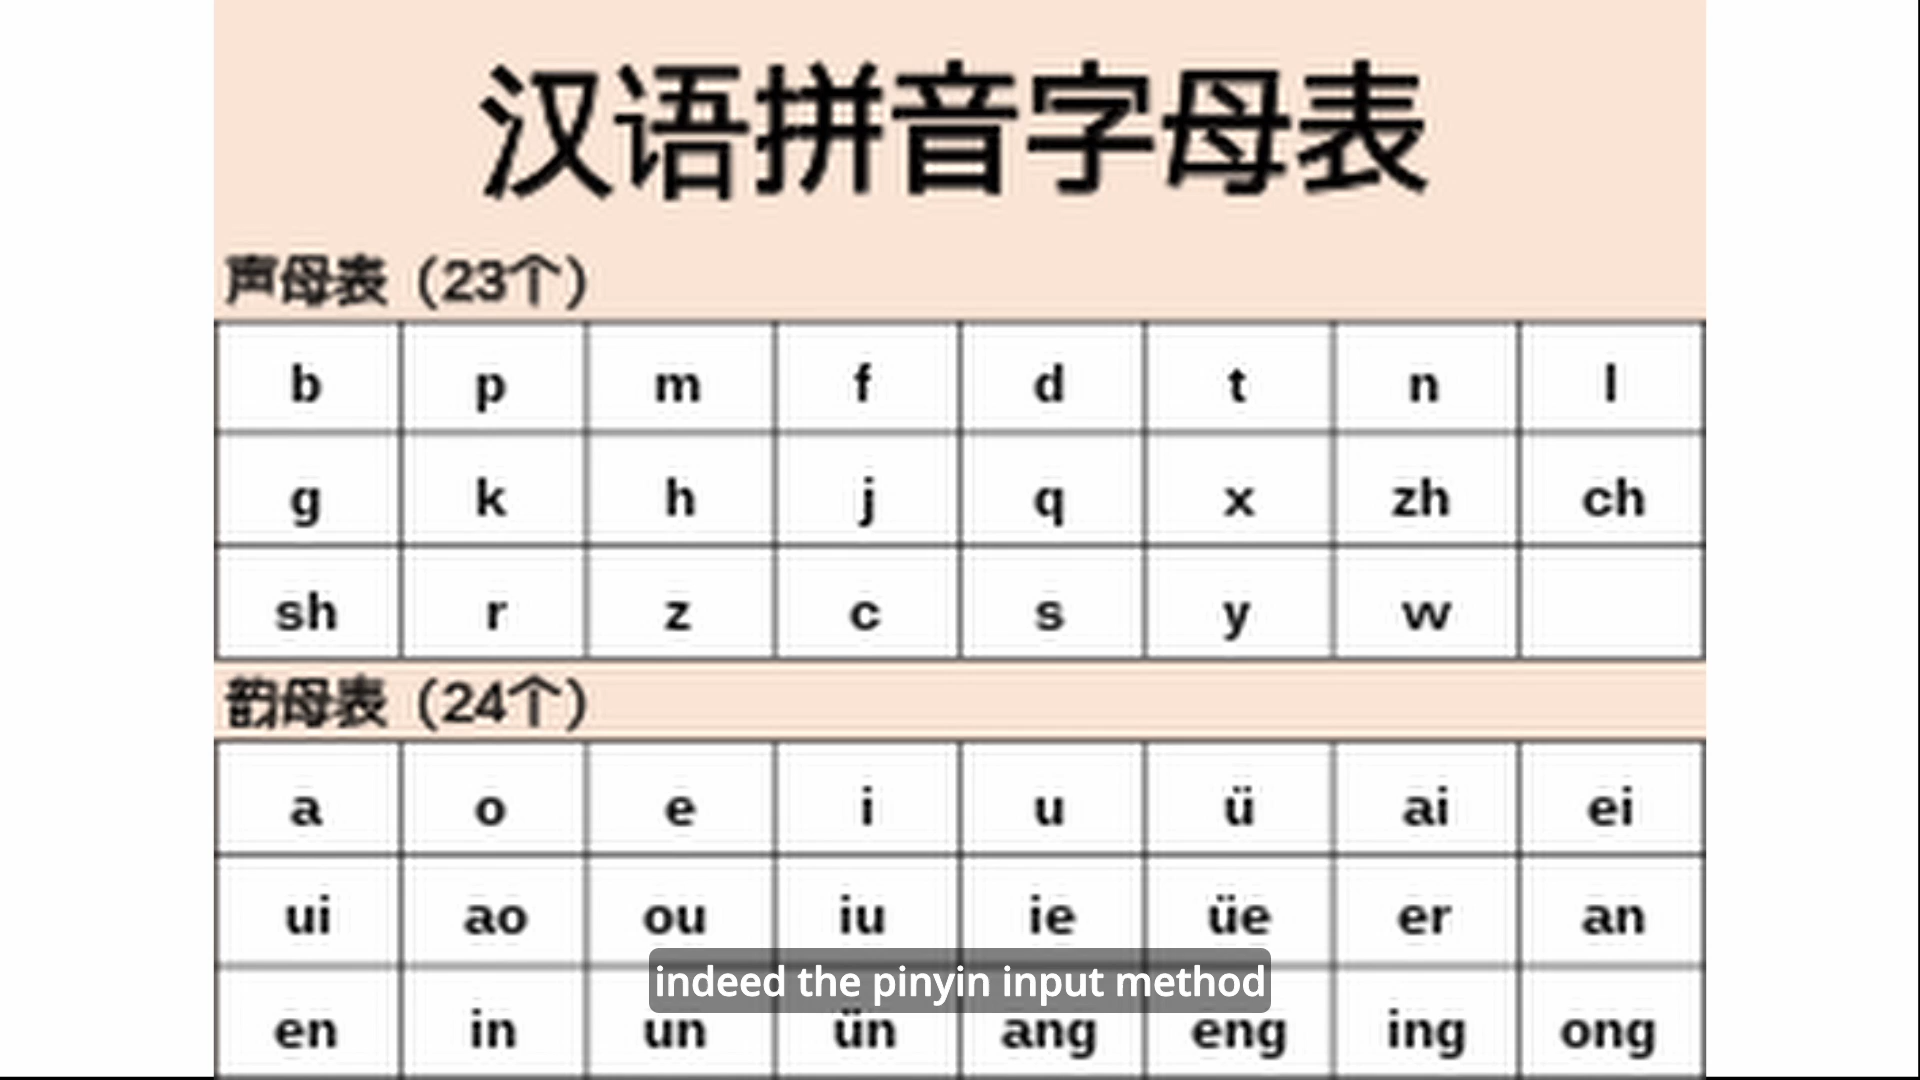 汉语拼音字母表
声母表（23个）
b p m f d t n l
g k h j q x zh ch
sh r z c s y w
韵母表（24个）
a o e i u ü ai ei
ui ao ou iu ie üe er an
indeed the pinyin input method
en in un ün ang eng ing ong